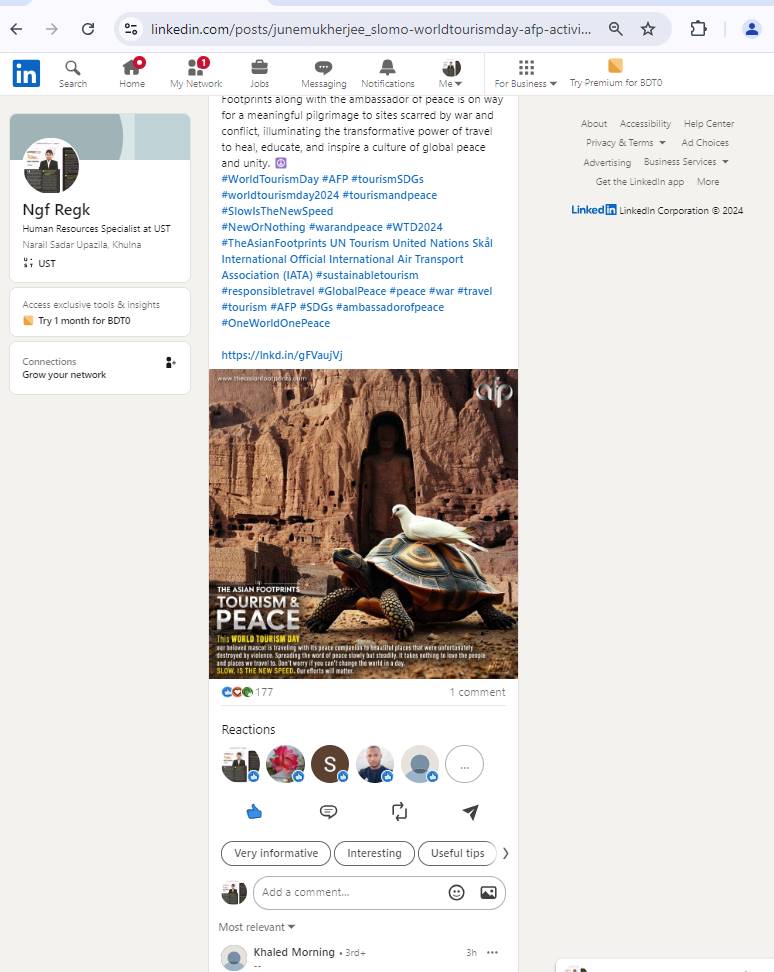 linkedin.com/posts/junemukherjee_slomo-worldtourismday-afp-activi...
in
1
Search
Home
My Network
Jobs
Messaging
Notifications
Me
For Business
Try Premium for BDT0
Footprints along with the ambassador of peace is on way
for a meaningful pilgrimage to sites scarred by war and
conflict, illuminating the transformative power of travel
to heal, educate, and inspire a culture of global peace
and unity. ☮️
#WorldTourismDay #AFP #tourismSDGs
#worldtourismday2024 #tourismandpeace
#SlowIsTheNewSpeed
#NewOrNothing #warandpeace #WTD2024
#TheAsianFootprints UN Tourism United Nations Skål
International Official International Air Transport
Association (IATA) #sustainabletourism
#responsibletravel #GlobalPeace #peace #war #travel
#tourism #AFP #SDGs #ambassadorofpeace
#OneWorldOnePeace
https://lnkd.in/gFVaujVj
Ngf Regk
Human Resources Specialist at UST
Narail Sadar Upazila, Khulna
UST
Access exclusive tools & insights
Try 1 month for BDT0
Connections
Grow your network
About Accessibility Help Center
Privacy & Terms Ad Choices
Advertising Business Services
Get the LinkedIn app More
LinkedIn LinkedIn Corporation © 2024
www.theasianfootprints.com
afp
THE ASIAN FOOTPRINTS
TOURISM &
PEACE
This WORLD TOURISM DAY
our beloved mascot is traveling with its peace companion to beautiful places that were unfortunately
destroyed by violence. Spreading the word of peace slowly but steadily. It takes nothing to love the people
and places we travel to. Don't worry if you can't change the world in a day.
SLOW, IS THE NEW SPEED. Our efforts will matter.
177
1 comment
Reactions
S
...
Very informative
Interesting
Useful tips
Add a comment...
Most relevant
Khaled Morning • 3rd+
3h
--